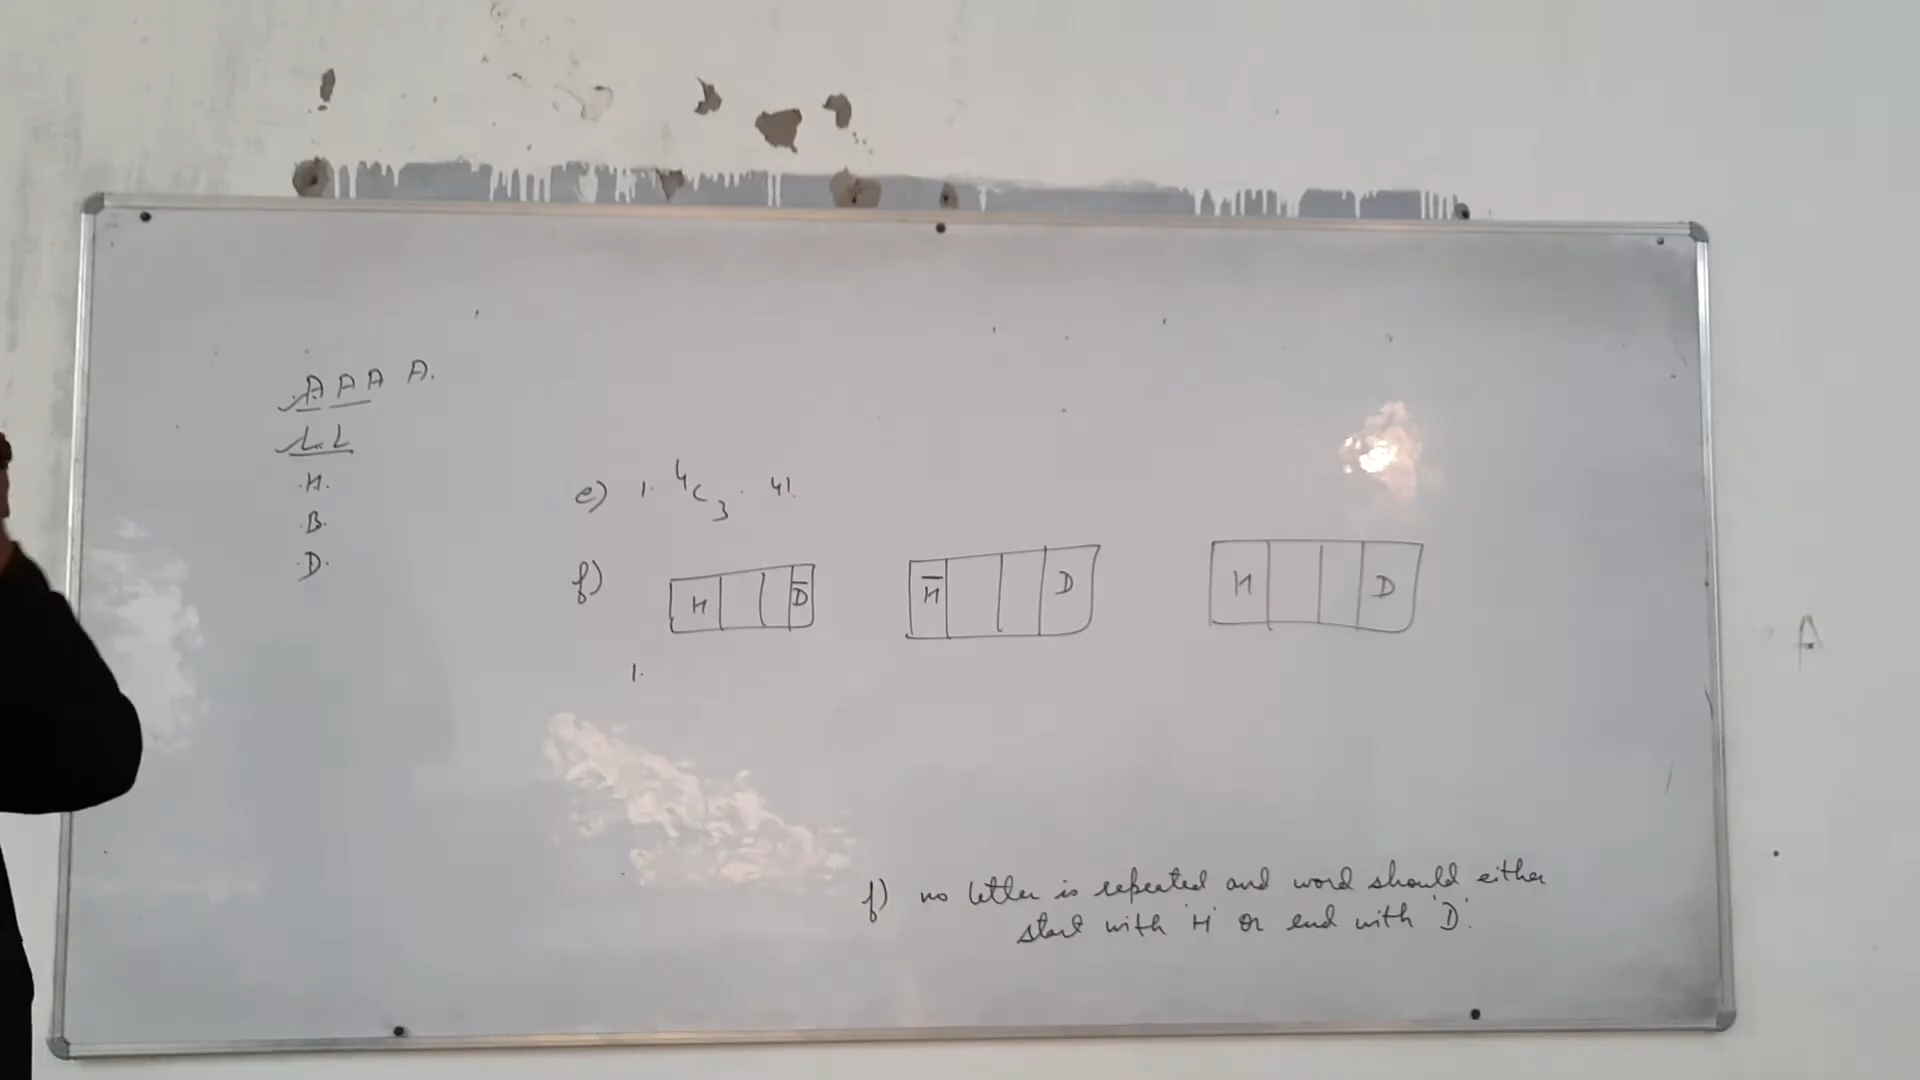 A A A A.
L L
.H.
.B.
.D.
e) 1. ⁴C₃ . 4!.
f) H D̅ H̅ D H D
1.
f) no letter is repeated and word should either
start with 'H' or end with 'D'.
A